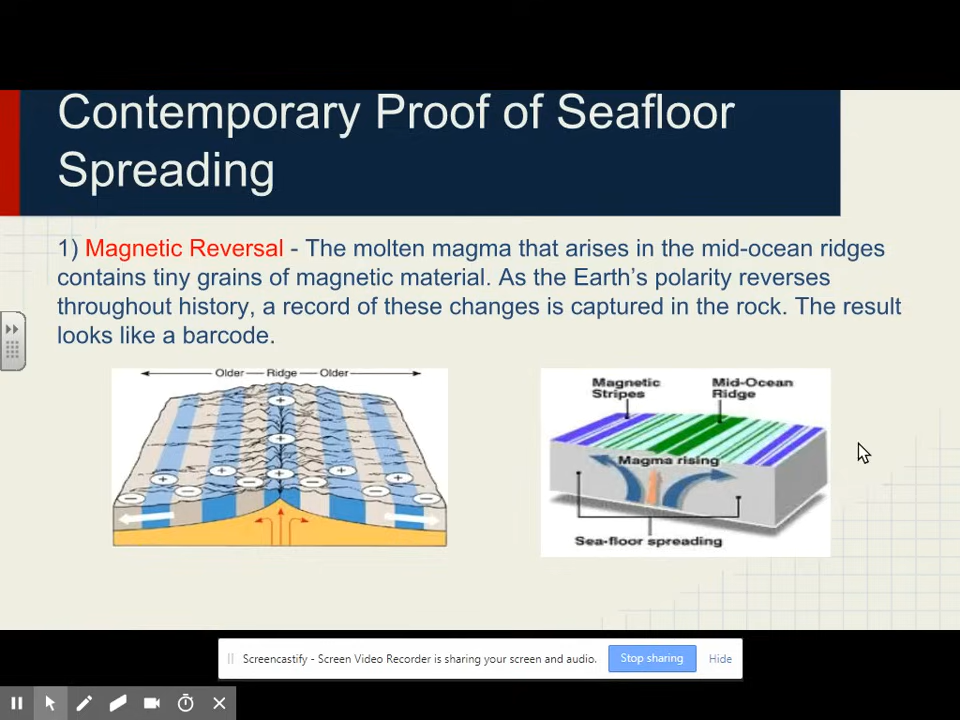 Contemporary Proof of Seafloor
Spreading
1) Magnetic Reversal - The molten magma that arises in the mid-ocean ridges
contains tiny grains of magnetic material. As the Earth's polarity reverses
throughout history, a record of these changes is captured in the rock. The result
looks like a barcode.
Older Ridge Older
Magnetic
Stripes
Mid-Ocean
Ridge
Magma rising
Sea-floor spreading
Screencastify - Screen Video Recorder is sharing your screen and audio.
Stop sharing
Hide